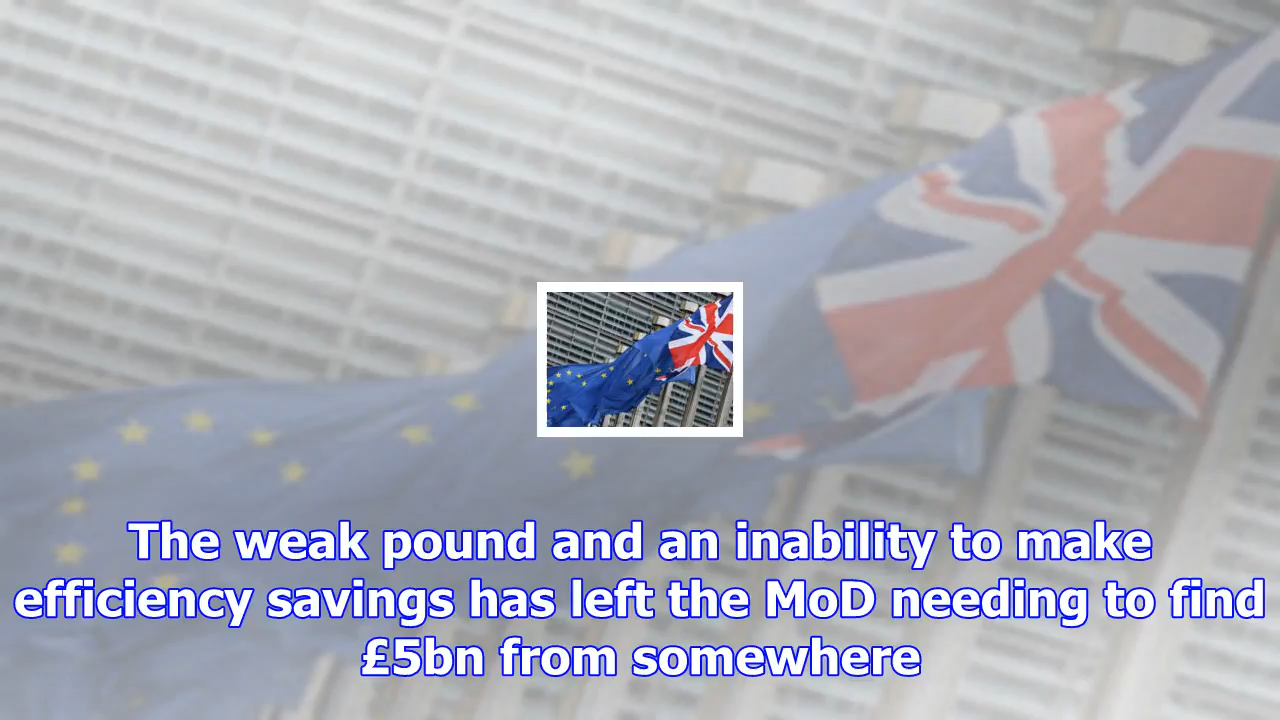 The weak pound and an inability to make
efficiency savings has left the MoD needing to find
£5bn from somewhere